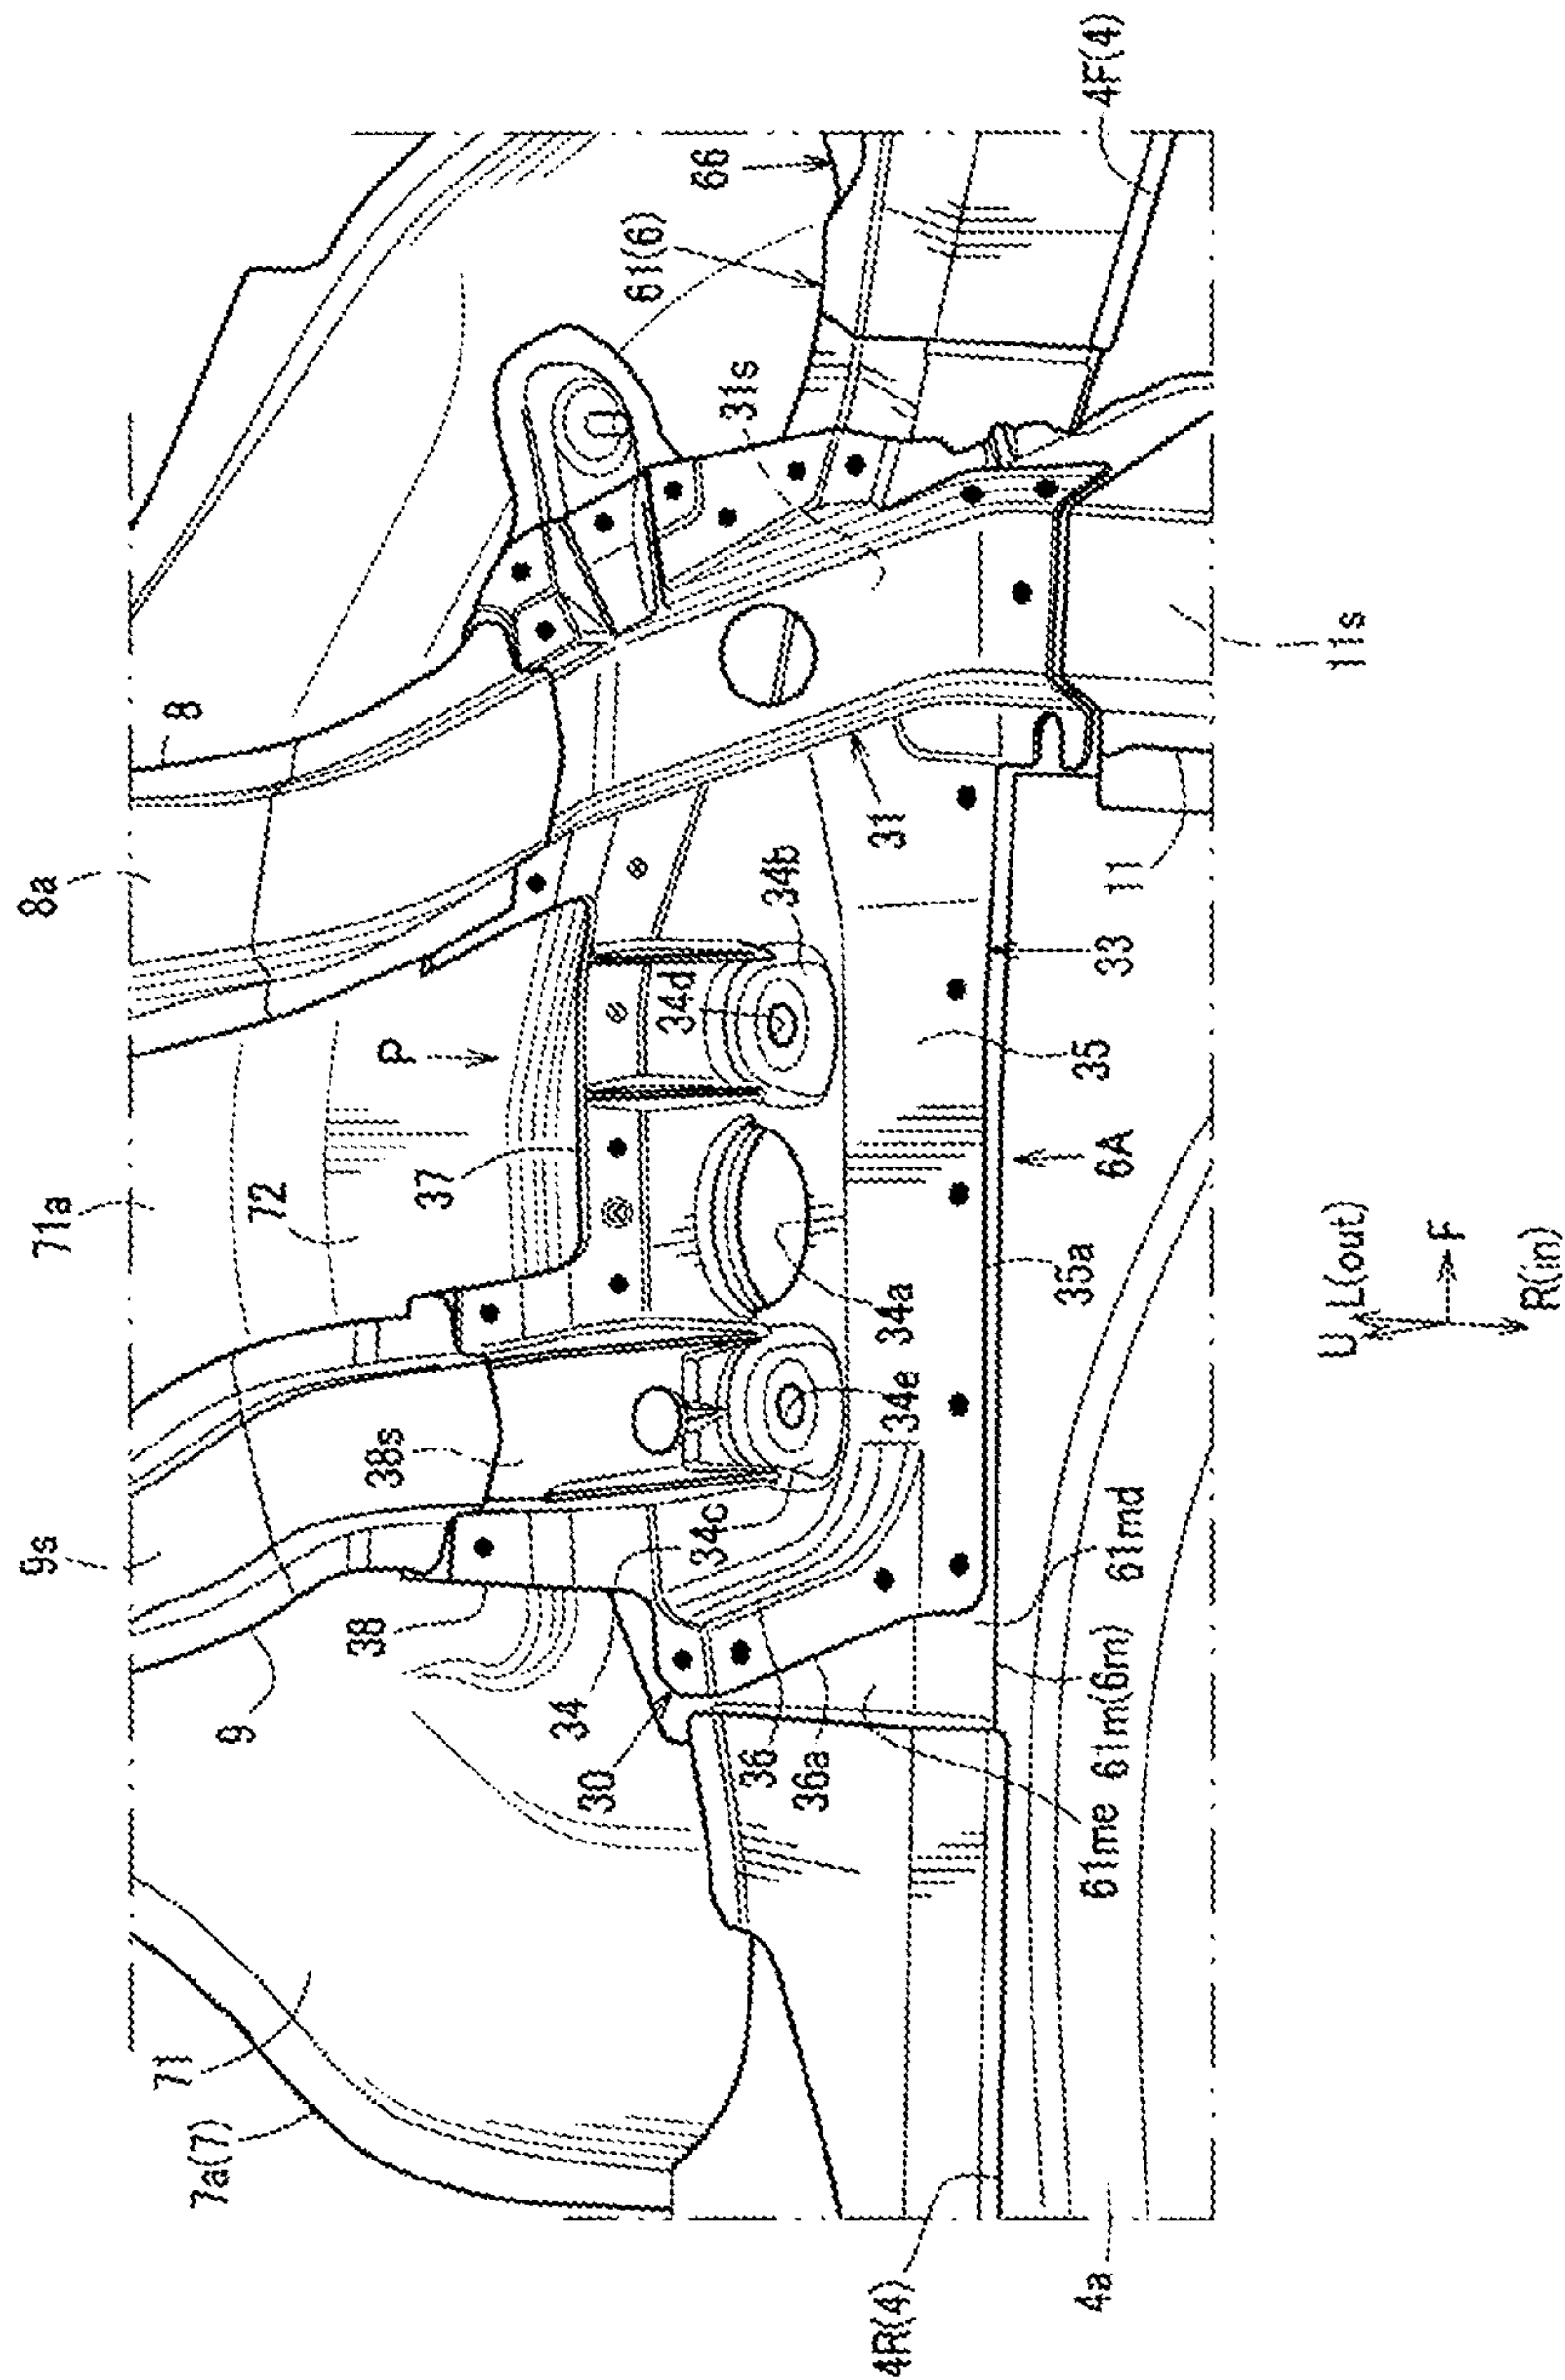 4F(4)
66
61(6)
31s
8
8a
11s
31
11
34b
33
34d
P
35
37
6A
71a
72
35a
34a
34e
38s
34c
9s
61md
38
61m(6m)
9
34
30
36
36a
61me
71
7a(7)
4R(4)
4a
U
L(out)
F
R(in)